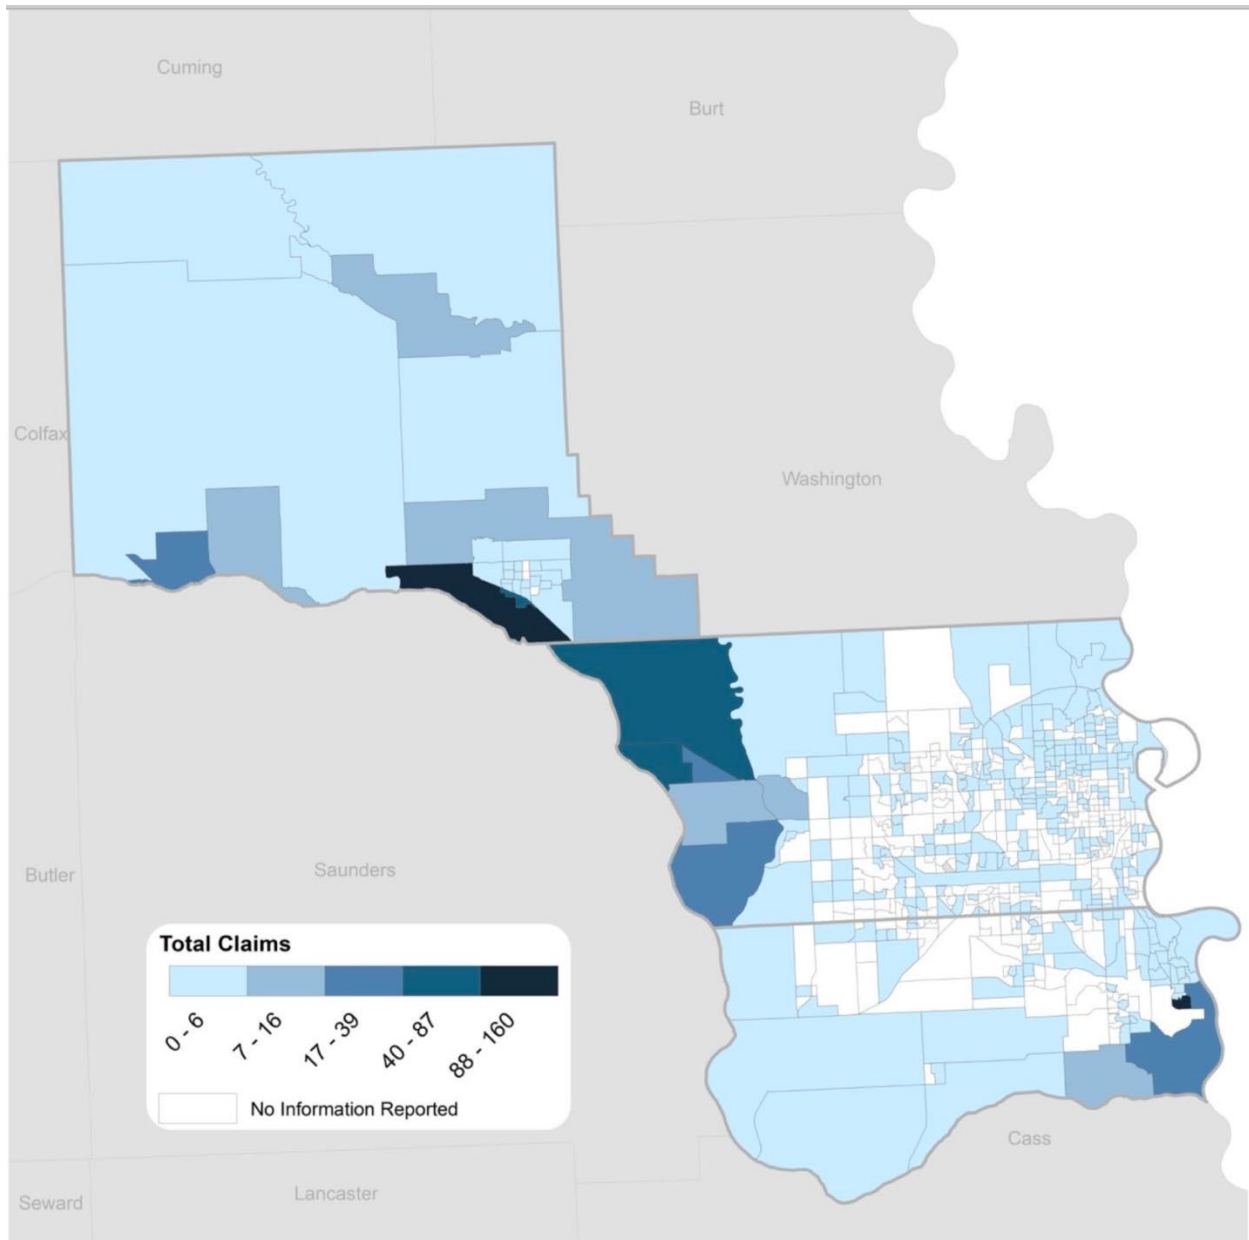 Cuming
Burt
Colfax
Washington
Butler
Saunders
Total Claims
0 - 6
7 - 16
17 - 39
40 - 87
88 - 160
No Information Reported
Cass
Lancaster
Seward